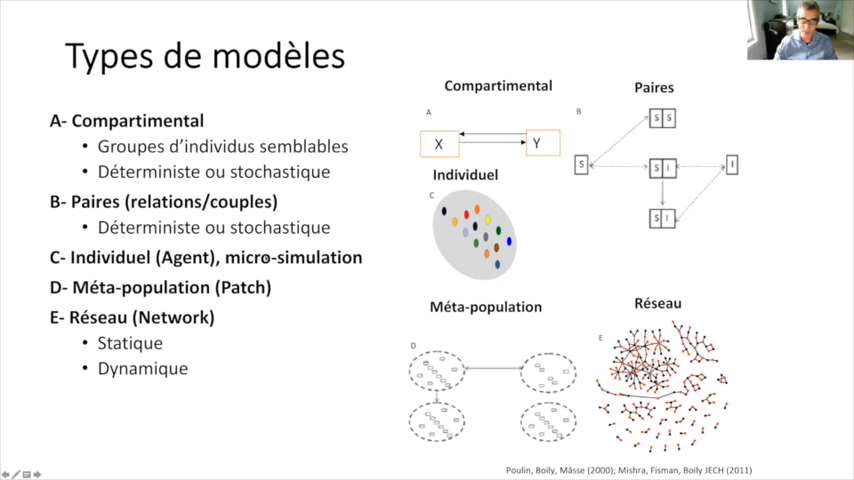 Types de modèles
A- Compartimental
• Groupes d'individus semblables
• Déterministe ou stochastique
B- Paires (relations/couples)
• Déterministe ou stochastique
C- Individuel (Agent), micro-simulation
D- Méta-population (Patch)
E- Réseau (Network)
• Statique
• Dynamique
Compartimental
A
X
Y
Individuel
C
Paires
B
S S
S
S I
I
S I
Méta-population
D
Réseau
E
Poulin, Boily, Mâsse (2000); Mishra, Fisman, Boily JECH (2011)